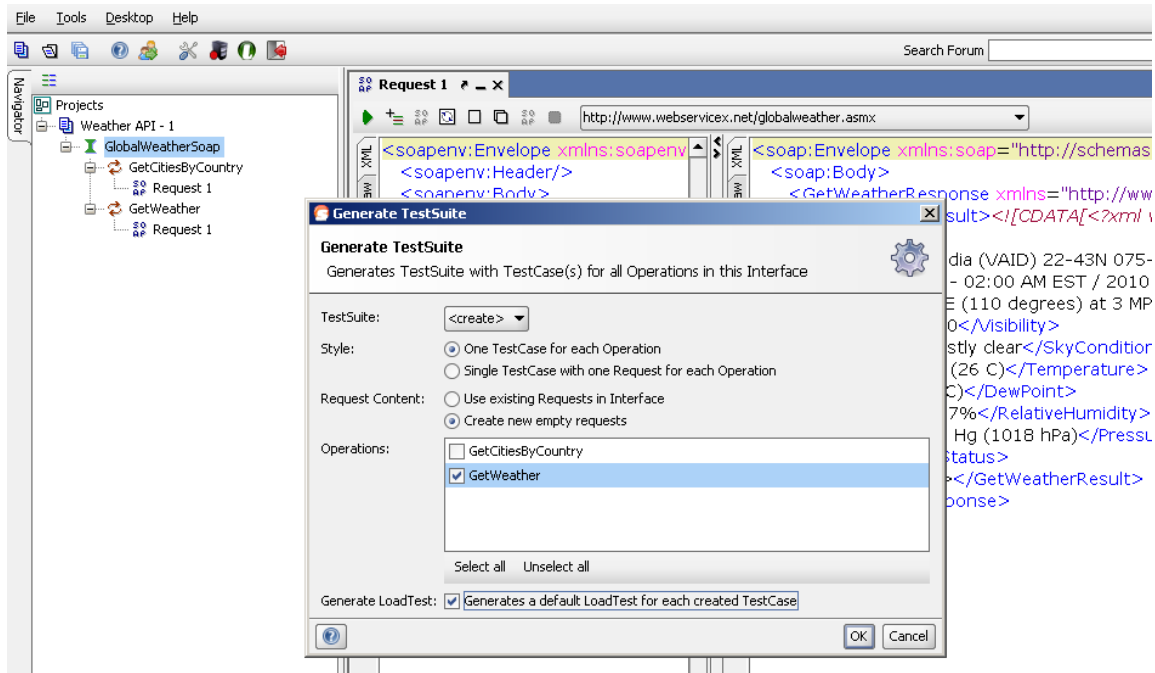 File Tools Desktop Help
Search Forum
Navigator
Projects
Weather API - 1
GlobalWeatherSoap
GetCitiesByCountry
Request 1
GetWeather
Request 1
Request 1
http://www.webservicex.net/globalweather.asmx
XML
<soapenv:Envelope xmlns:soapenv
<soapenv:Header/>
<soapenv:Body>
XML
<soap:Envelope xmlns:soap="http://schemas
<soap:Body>
<GetWeatherResponse xmlns="http://ww
sult><![CDATA[<?xml v
dia (VAID) 22-43N 075-
- 02:00 AM EST / 2010
E (110 degrees) at 3 MP
0</Visibility>
stly clear</SkyCondition
(26 C)</Temperature>
C)</DewPoint>
7%</RelativeHumidity>
Hg (1018 hPa)</Pressu
Status>
></GetWeatherResult>
ponse>
Generate TestSuite
Generate TestSuite
Generates TestSuite with TestCase(s) for all Operations in this Interface
TestSuite: <create>
Style: One TestCase for each Operation
Single TestCase with one Request for each Operation
Request Content: Use existing Requests in Interface
Create new empty requests
Operations: GetCitiesByCountry
GetWeather
Select all Unselect all
Generate LoadTest: Generates a default LoadTest for each created TestCase
OK Cancel